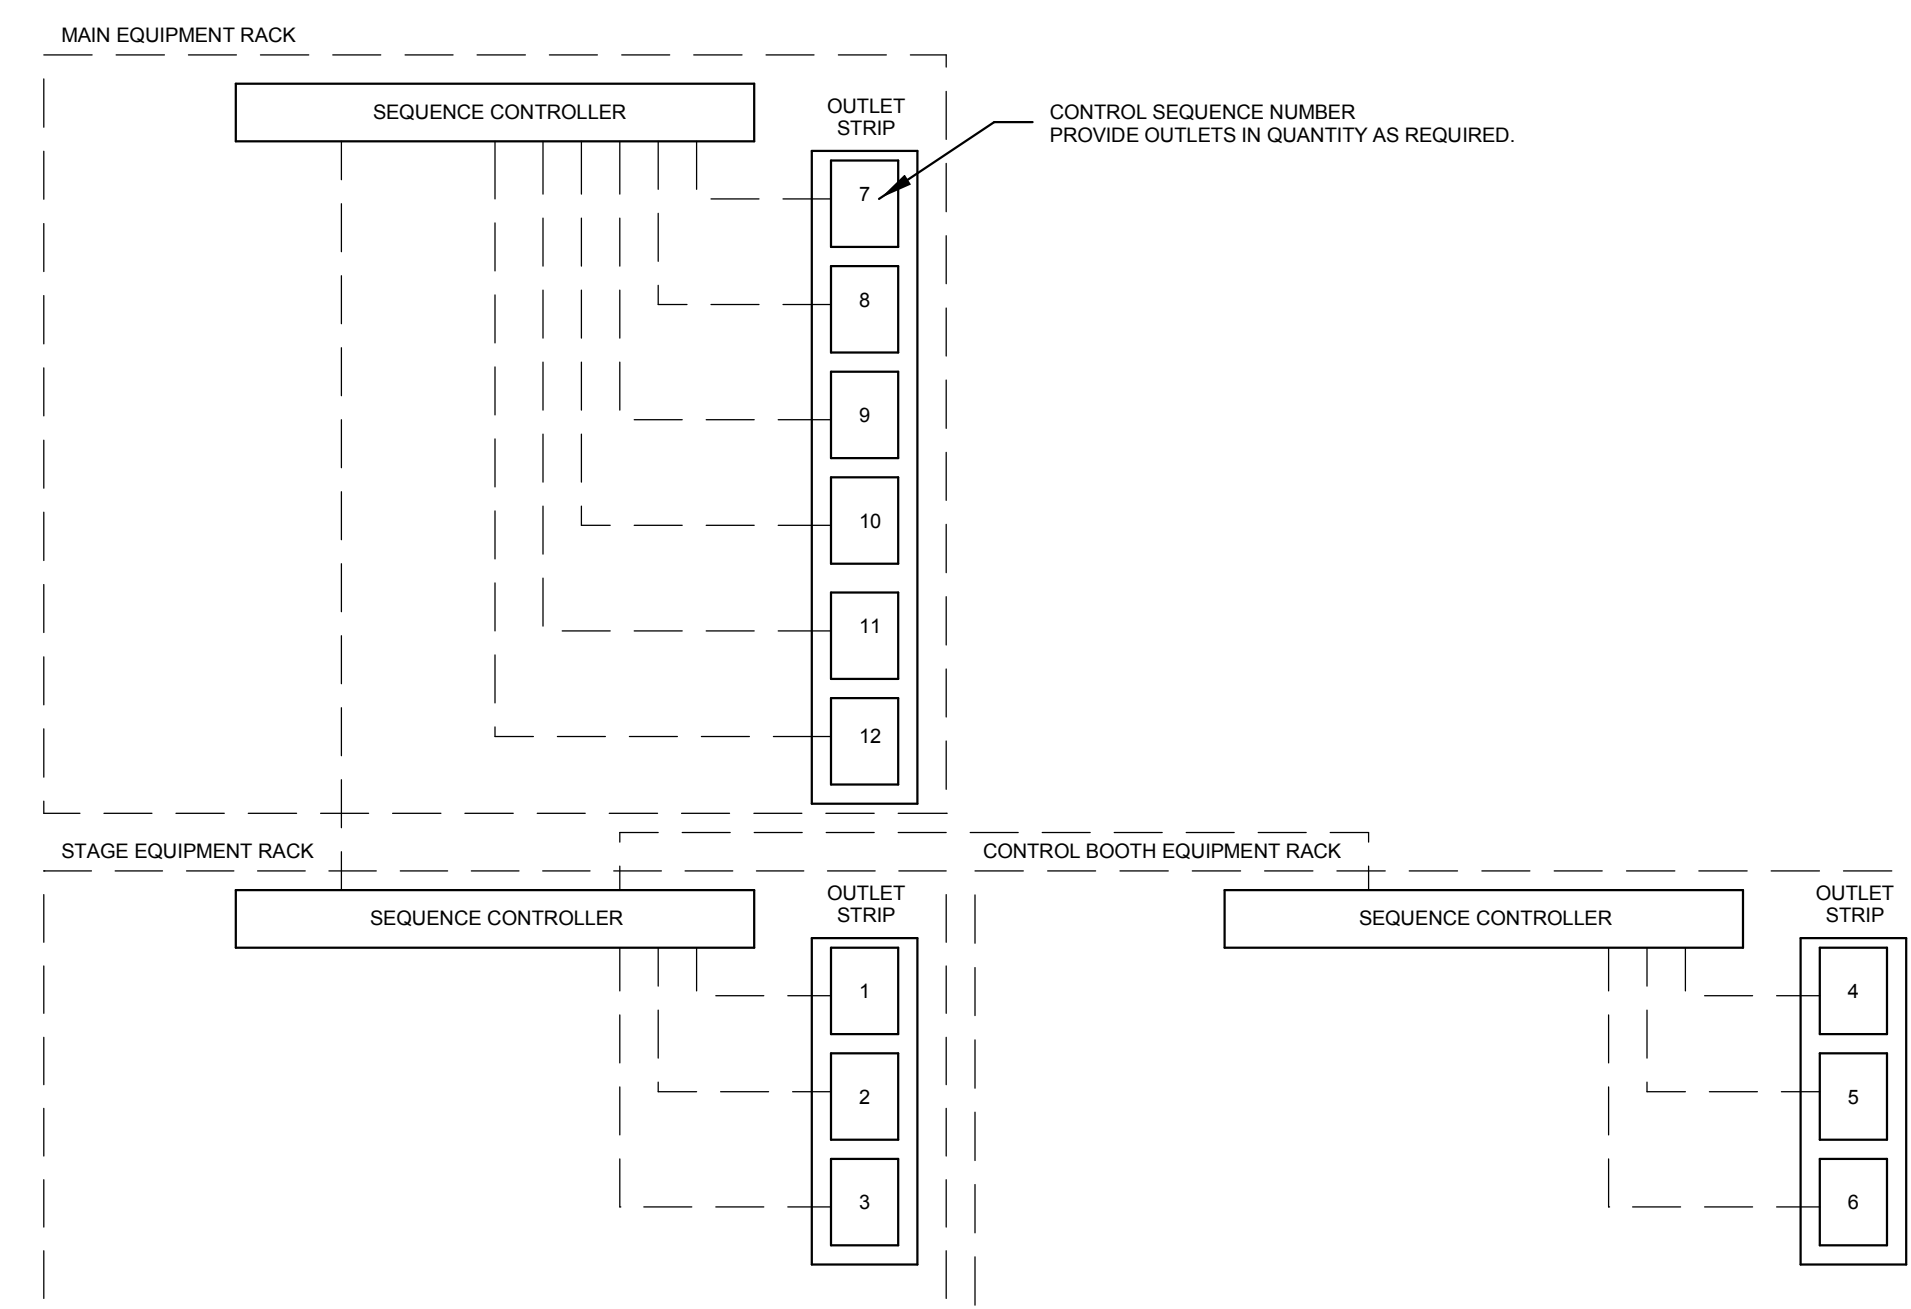 MAIN EQUIPMENT RACK
SEQUENCE CONTROLLER
OUTLET
STRIP
CONTROL SEQUENCE NUMBER
PROVIDE OUTLETS IN QUANTITY AS REQUIRED.
7
8
9
10
11
12
STAGE EQUIPMENT RACK
SEQUENCE CONTROLLER
OUTLET
STRIP
1
2
3
CONTROL BOOTH EQUIPMENT RACK
SEQUENCE CONTROLLER
OUTLET
STRIP
4
5
6